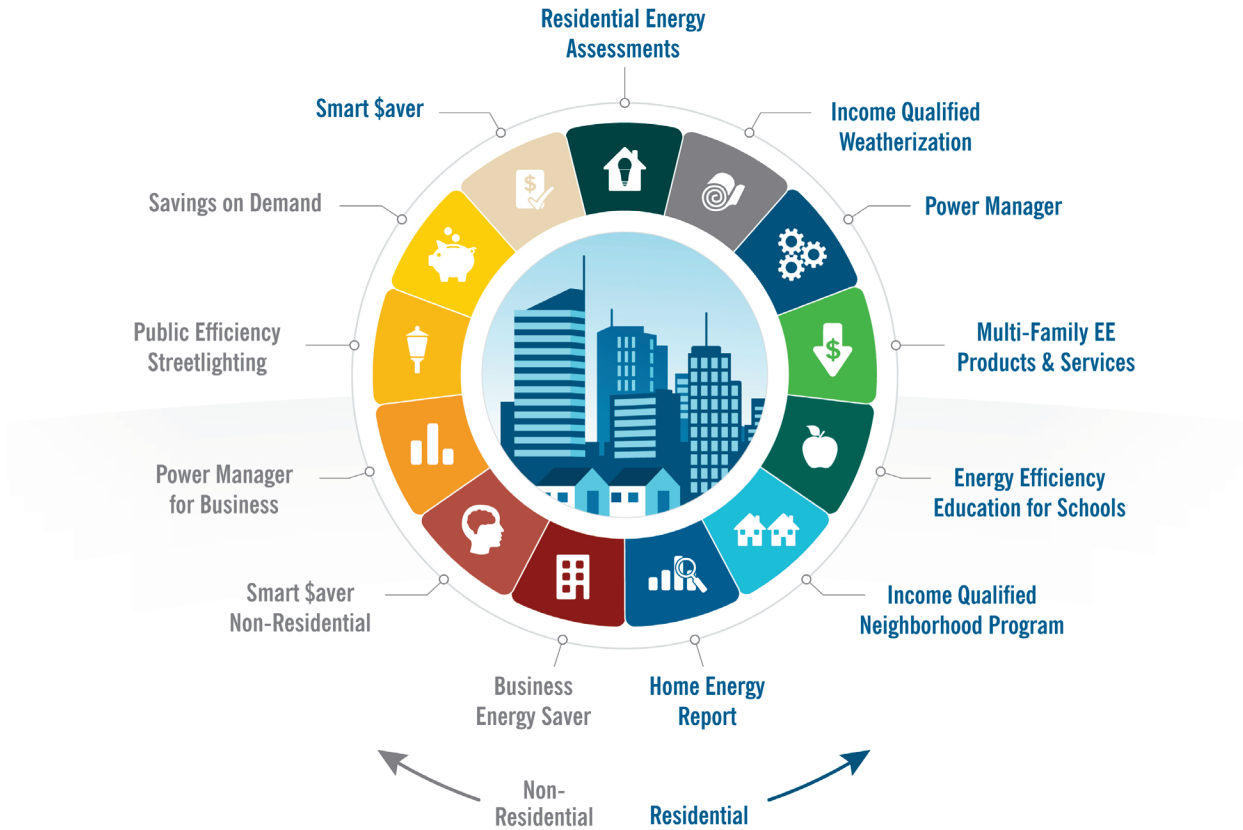 Residential Energy
Assessments
Smart $aver
Income Qualified
Weatherization
$
Savings on Demand
Power Manager
Public Efficiency
Streetlighting
Multi-Family EE
Products & Services
$
Power Manager
for Business
Energy Efficiency
Education for Schools
Smart $aver
Non-Residential
Income Qualified
Neighborhood Program
Business
Energy Saver
Home Energy
Report
Non-
Residential
Residential